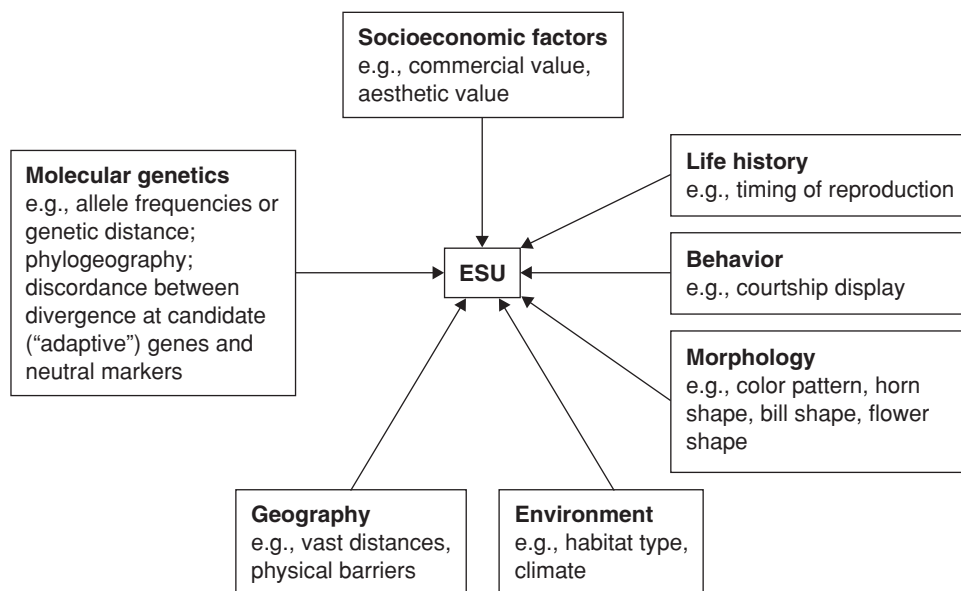 Socioeconomic factors
e.g., commercial value,
aesthetic value
Molecular genetics
e.g., allele frequencies or
genetic distance;
phylogeography;
discordance between
divergence at candidate
(“adaptive”) genes and
neutral markers
Life history
e.g., timing of reproduction
ESU
Behavior
e.g., courtship display
Morphology
e.g., color pattern, horn
shape, bill shape, flower
shape
Geography
e.g., vast distances,
physical barriers
Environment
e.g., habitat type,
climate